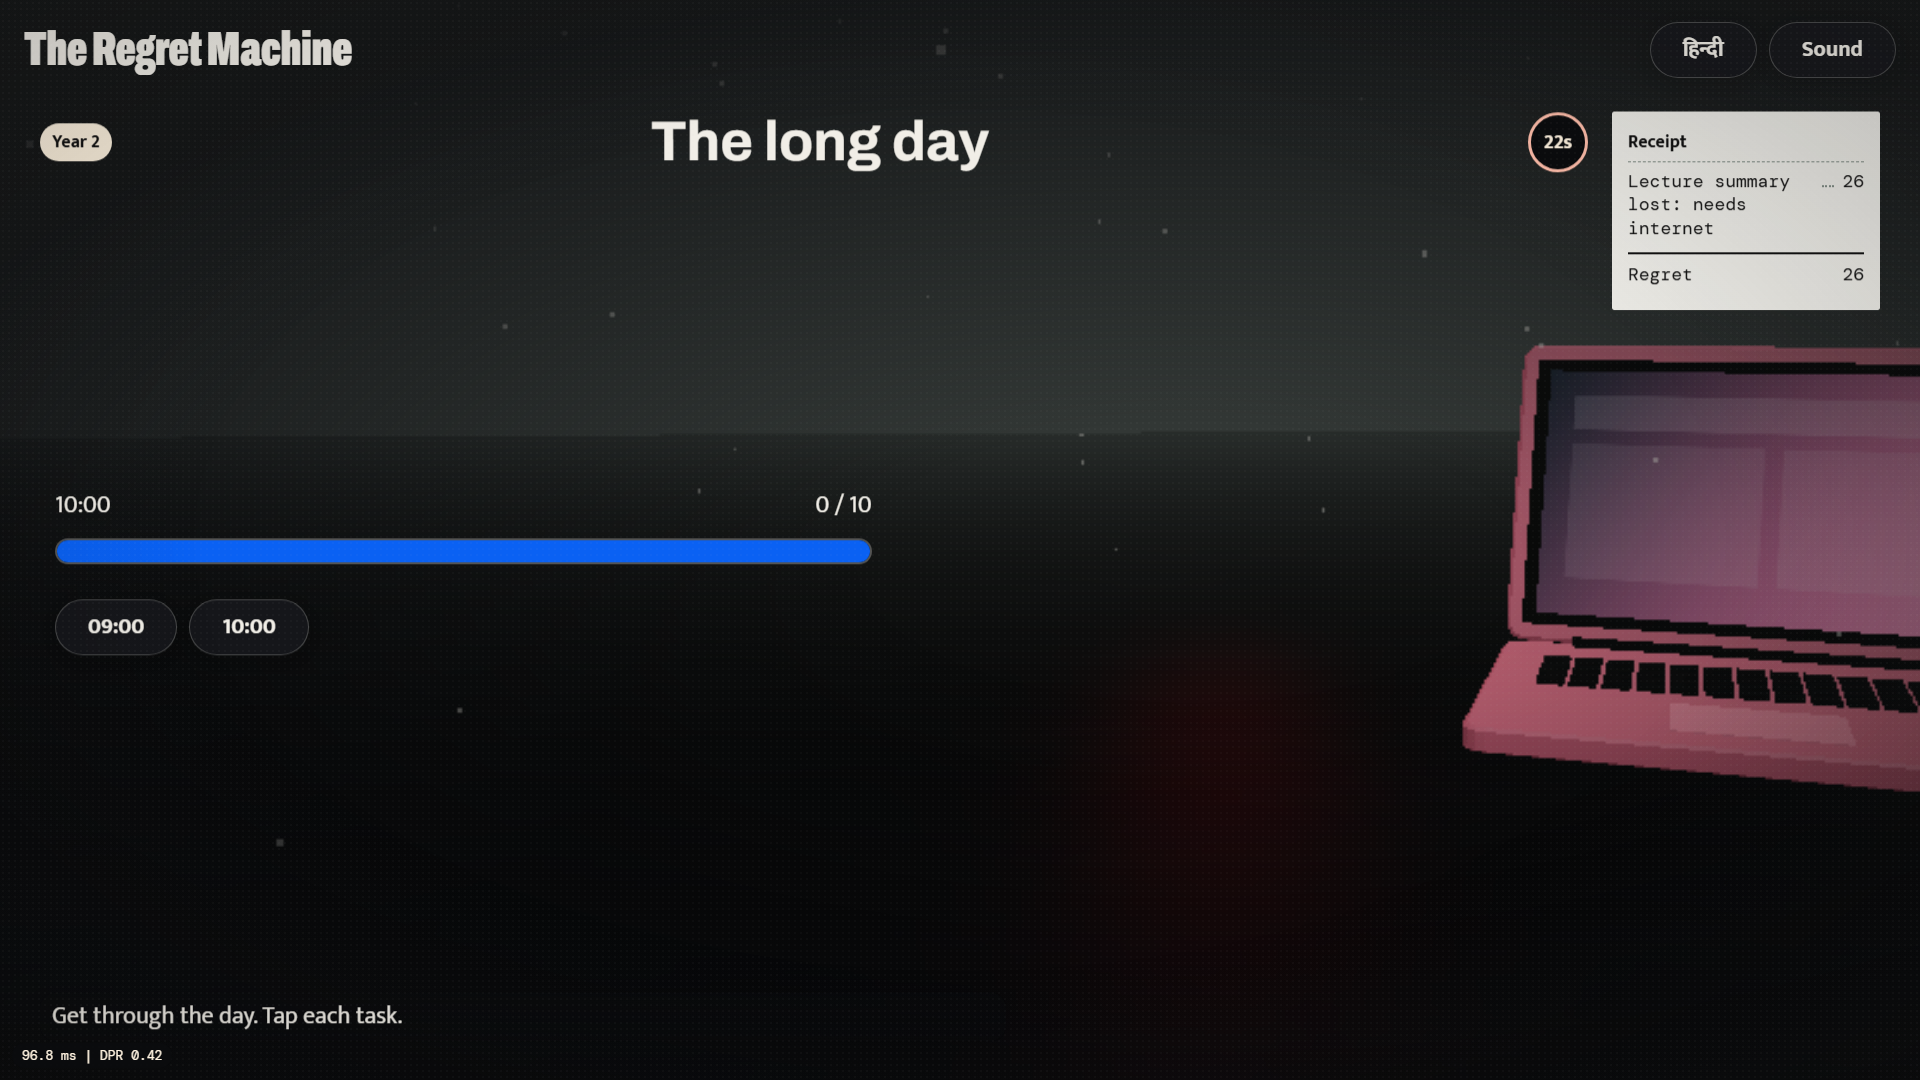 The Regret Machine
हिन्दी
Sound
Year 2
The long day
22s
Receipt
Lecture summary .... 26
lost: needs
internet
Regret 26
10:00
0 / 10
09:00
10:00
Get through the day. Tap each task.
96.8 ms | DPR 0.42